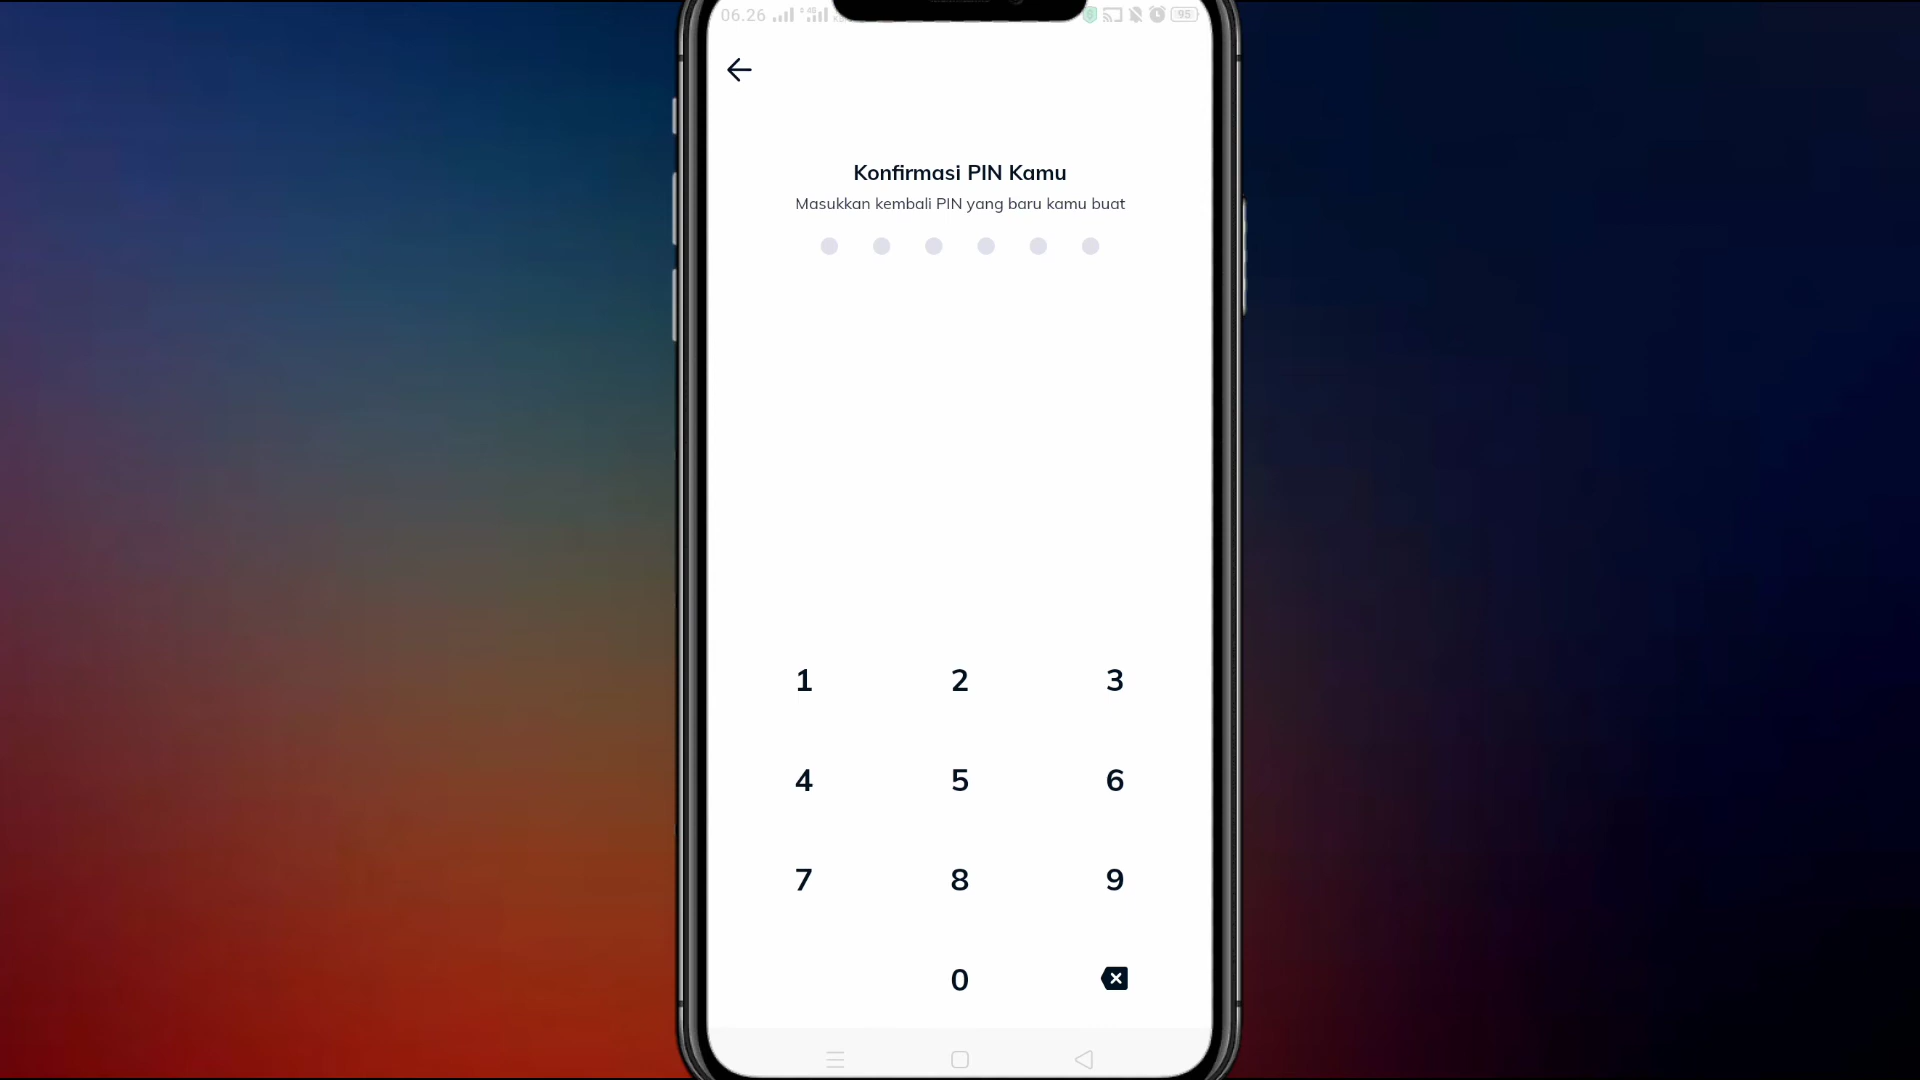 06.26
95
Konfirmasi PIN Kamu
Masukkan kembali PIN yang baru kamu buat
1 2 3
4 5 6
7 8 9
0